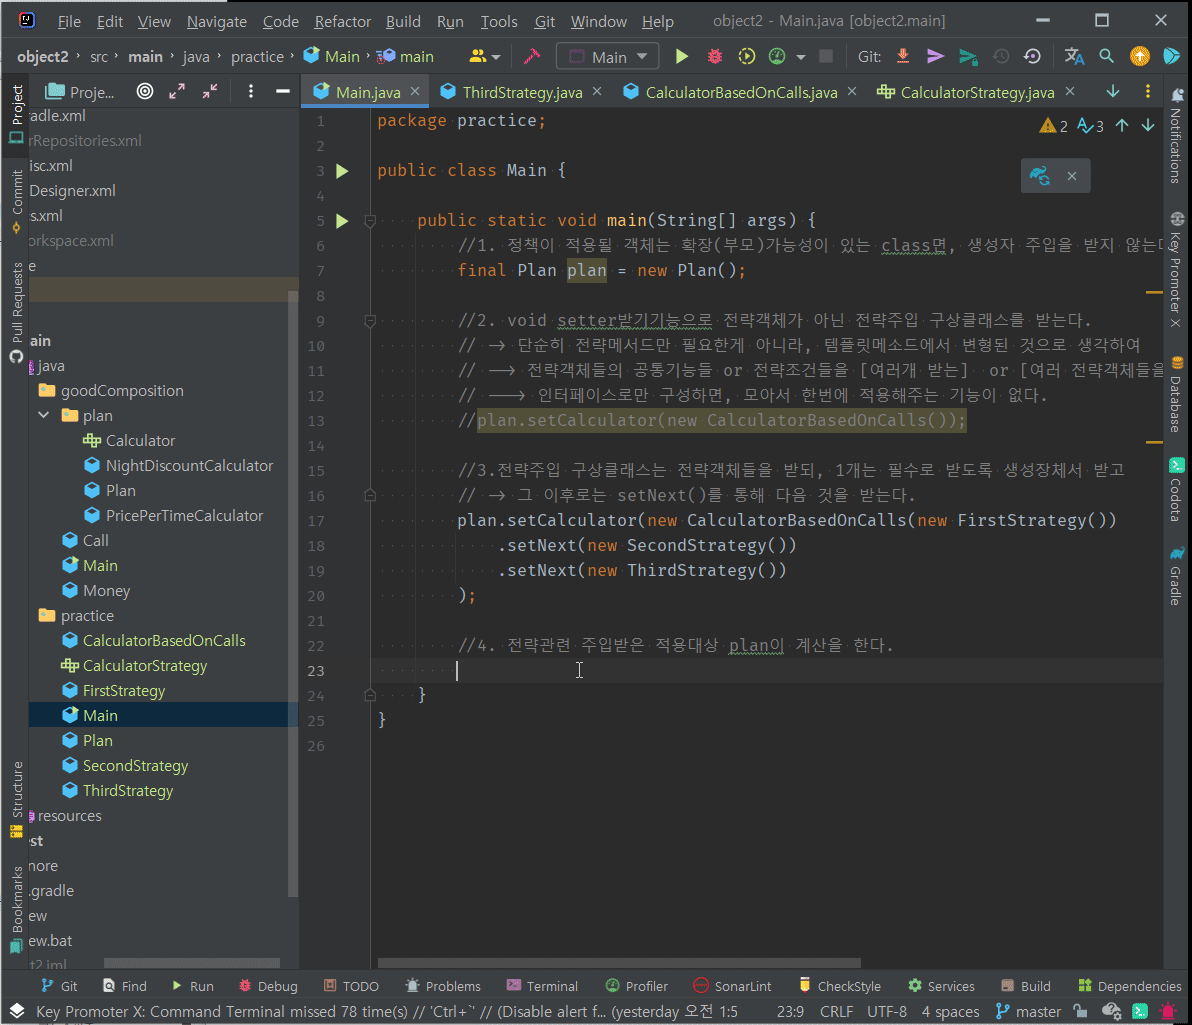 File Edit View Navigate Code Refactor Build Run Tools Git Window Help object2 - Main.java [object2.main]
object2 src main java practice Main main Main Git:
Project
Commit
Pull Requests
Structure
Bookmarks
Proje...
radle.xml
rRepositories.xml
isc.xml
Designer.xml
s.xml
orkspace.xml
e
ain
java
goodComposition
plan
Calculator
NightDiscountCalculator
Plan
PricePerTimeCalculator
Call
Main
Money
practice
CalculatorBasedOnCalls
CalculatorStrategy
FirstStrategy
Main
Plan
SecondStrategy
ThirdStrategy
resources
est
nore
.gradle
ew
ew.bat
t2.iml
Main.java ThirdStrategy.java CalculatorBasedOnCalls.java CalculatorStrategy.java
2 3
1 package practice;
2
3 public class Main {
4
5 public static void main(String[] args) {
6 //1. 정책이 적용될 객체는 확장(부모)가능성이 있는 class면, 생성자 주입을 받지 않는다
7 final Plan plan = new Plan();
8
9 //2. void setter받기기능으로 전략객체가 아닌 전략주입 구상클래스를 받는다.
10 // -> 단순히 전략메서드만 필요한게 아니라, 템플릿메소드에서 변형된 것으로 생각하여
11 // --> 전략객체들의 공통기능들 or 전략조건들을 [여러개 받는] or [여러 전략객체들을
12 // ---> 인터페이스로만 구성하면, 모아서 한번에 적용해주는 기능이 없다.
13 //plan.setCalculator(new CalculatorBasedOnCalls());
14
15 //3.전략주입 구상클래스는 전략객체들을 받되, 1개는 필수로 받도록 생성장체서 받고
16 // -> 그 이후로는 setNext()를 통해 다음 것을 받는다.
17 plan.setCalculator(new CalculatorBasedOnCalls(new FirstStrategy())
18 .setNext(new SecondStrategy())
19 .setNext(new ThirdStrategy())
20 );
21
22 //4. 전략관련 주입받은 적용대상 plan이 계산을 한다.
23
24 }
25 }
26
Notifications
Key Promoter X
Database
Codota
Gradle
Git Find Run Debug TODO Problems Terminal Profiler SonarLint CheckStyle Services Build Dependencies
Key Promoter X: Command Terminal missed 78 time(s) // 'Ctrl+`' // (Disable alert f... (yesterday 오전 1:5 23:9 CRLF UTF-8 4 spaces master